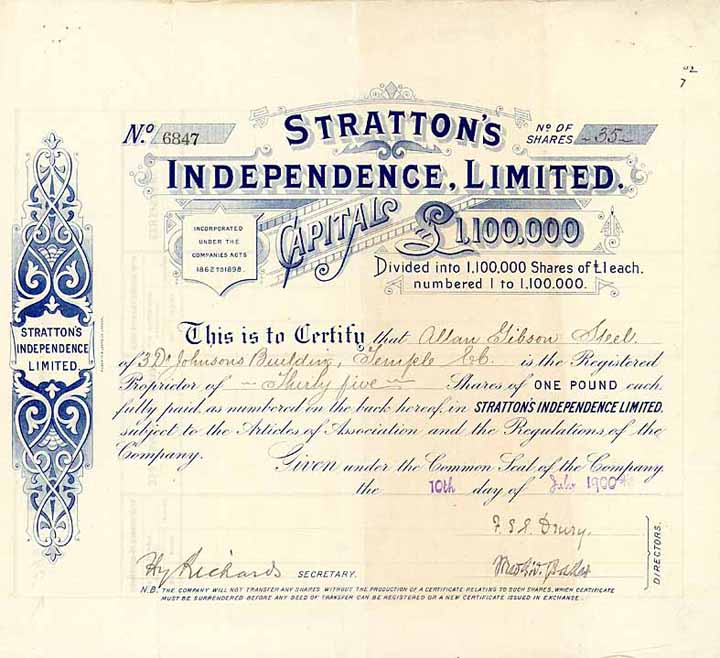 No. 6847
STRATTON'S
INDEPENDENCE, LIMITED.
No. OF SHARES 35
INCORPORATED
UNDER THE
COMPANIES ACTS
1862 TO 1898.
CAPITAL £1,100,000
Divided into 1,100,000 Shares of £1 each.
numbered 1 to 1,100,000.
STRATTON'S
INDEPENDENCE
LIMITED.
This is to Certify that Allan Gibson Steel
of 3 Dr Johnsons Building, Temple EC. is the Registered
Proprietor of Thirty five Shares of ONE POUND each
fully paid, as numbered on the back hereof, in STRATTON'S INDEPENDENCE LIMITED.
subject to the Articles of Association and the Regulations of the
Company. Given under the Common Seal of the Company
the 10th day of July 1900
F. S. S. Drury.
Hy Richards SECRETARY.
DIRECTORS.
N.B. THE COMPANY WILL NOT TRANSFER ANY SHARES WITHOUT THE PRODUCTION OF A CERTIFICATE RELATING TO SUCH SHARES, WHICH CERTIFICATE
MUST BE SURRENDERED BEFORE ANY DEED OF TRANSFER CAN BE REGISTERED OR A NEW CERTIFICATE ISSUED IN EXCHANGE.